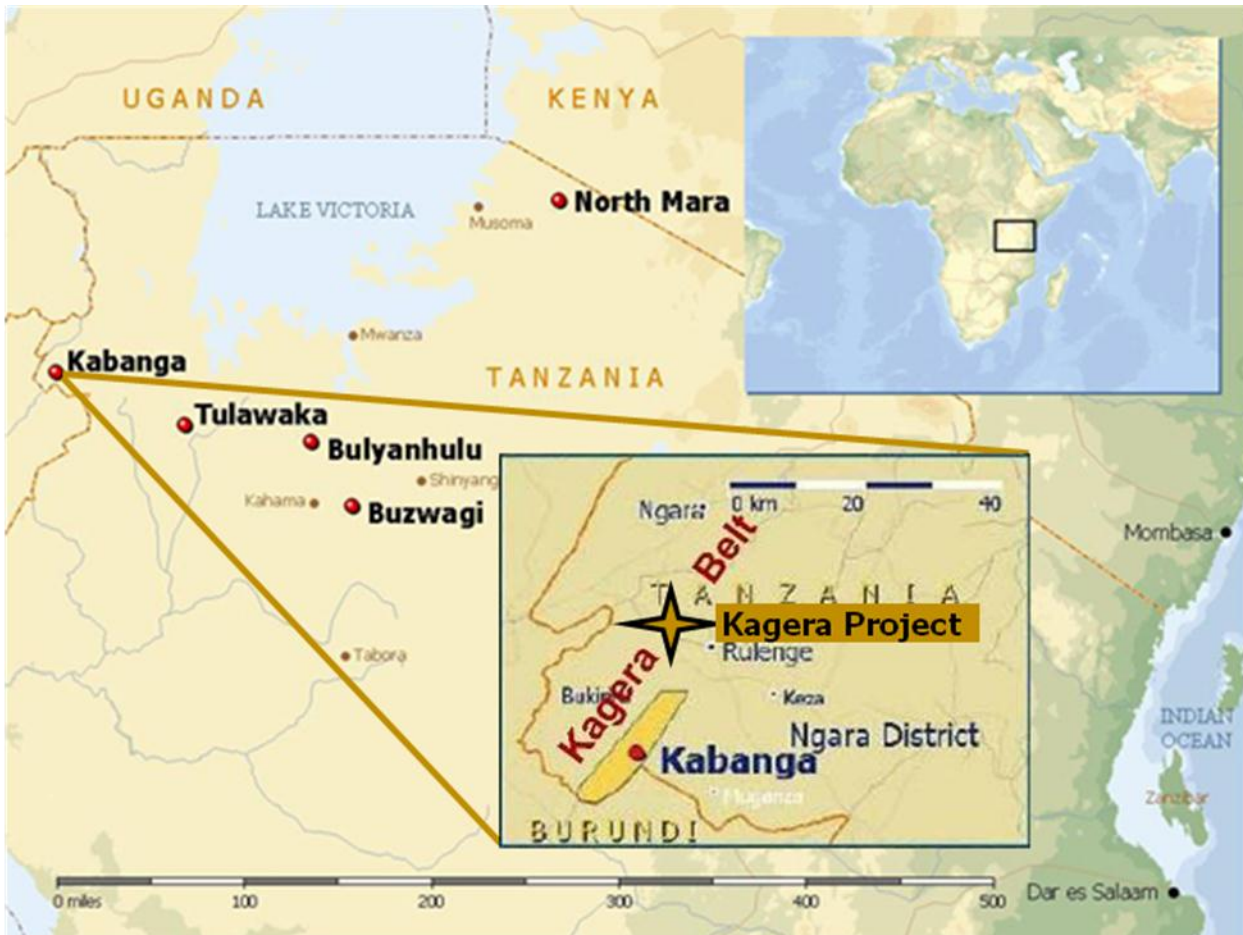 UGANDA
KENYA
LAKE VICTORIA
Musoma
North Mara
Mwanza
Kabanga
TANZANIA
Tulawaka
Bulyanhulu
Shinyang
Kahama
Buzwagi
Tabora
Mombasa
INDIAN
OCEAN
Zanzibar
Dar es Salaam
0 miles 100 200 300 400 500
Ngara
0 km 20 40
Kagera Belt
TANZANIA
Kagera Project
Rulenge
Keza
Ngara District
Kabanga
Muganza
BURUNDI